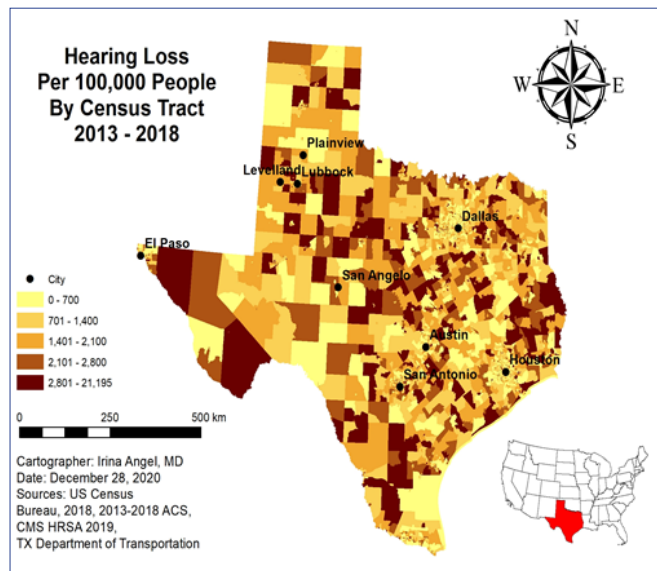 Hearing Loss
Per 100,000 People
By Census Tract
2013 - 2018
N
W
E
S
Plainview
Levelland
Lubbock
Dallas
El Paso
San Angelo
Austin
Houston
San Antonio
City
0 - 700
701 - 1,400
1,401 - 2,100
2,101 - 2,800
2,801 - 21,195
0 250 500 km
Cartographer: Irina Angel, MD
Date: December 28, 2020
Sources: US Census
Bureau, 2018, 2013-2018 ACS,
CMS HRSA 2019,
TX Department of Transportation